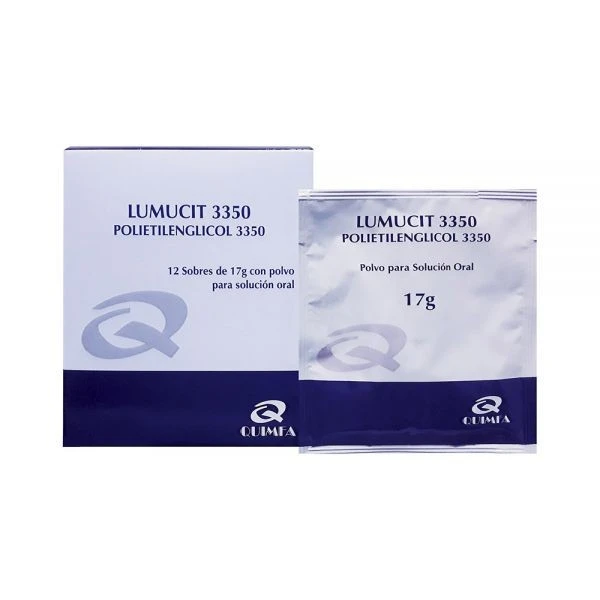 LUMUCIT 3350
POLIETILENGLICOL 3350
12 Sobres de 17g con polvo
para solución oral
QUIMFA
LUMUCIT 3350
POLIETILENGLICOL 3350
Polvo para Solución Oral
17g
QUIMFA